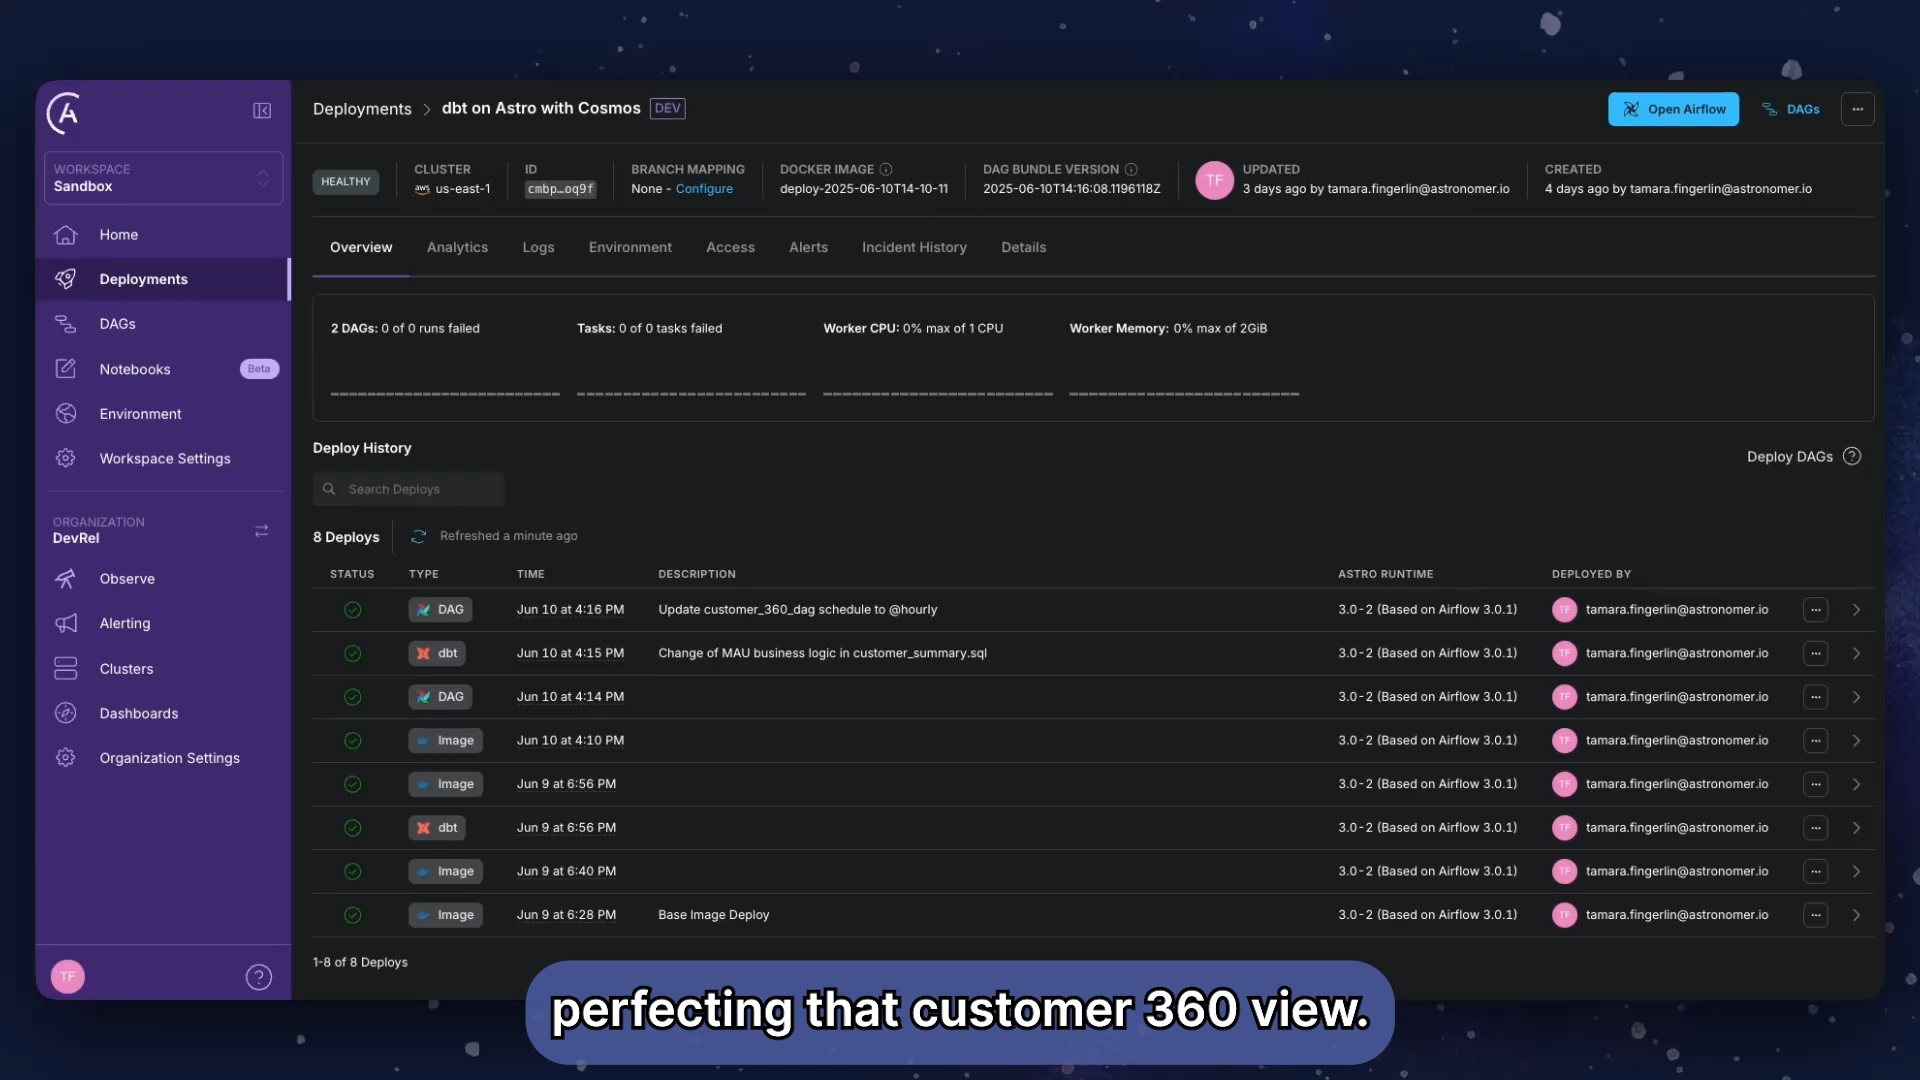 Deployments > dbt on Astro with Cosmos DEV
Open Airflow
DAGs
WORKSPACE
Sandbox
Home
Deployments
DAGs
Notebooks Beta
Environment
Workspace Settings
ORGANIZATION
DevRel
Observe
Alerting
Clusters
Dashboards
Organization Settings
TF
HEALTHY
CLUSTER
aws us-east-1
ID
cmbp...oq9f
BRANCH MAPPING
None - Configure
DOCKER IMAGE
deploy-2025-06-10T14-10-11
DAG BUNDLE VERSION
2025-06-10T14:16:08.1196118Z
TF
UPDATED
3 days ago by tamara.fingerlin@astronomer.io
CREATED
4 days ago by tamara.fingerlin@astronomer.io
Overview Analytics Logs Environment Access Alerts Incident History Details
2 DAGs: 0 of 0 runs failed
Tasks: 0 of 0 tasks failed
Worker CPU: 0% max of 1 CPU
Worker Memory: 0% max of 2GiB
Deploy History
Deploy DAGs
Search Deploys
8 Deploys
Refreshed a minute ago
STATUS TYPE TIME DESCRIPTION ASTRO RUNTIME DEPLOYED BY
DAG Jun 10 at 4:16 PM Update customer_360_dag schedule to @hourly 3.0-2 (Based on Airflow 3.0.1) TF tamara.fingerlin@astronomer.io
dbt Jun 10 at 4:15 PM Change of MAU business logic in customer_summary.sql 3.0-2 (Based on Airflow 3.0.1) TF tamara.fingerlin@astronomer.io
DAG Jun 10 at 4:14 PM 3.0-2 (Based on Airflow 3.0.1) TF tamara.fingerlin@astronomer.io
Image Jun 10 at 4:10 PM 3.0-2 (Based on Airflow 3.0.1) TF tamara.fingerlin@astronomer.io
Image Jun 9 at 6:56 PM 3.0-2 (Based on Airflow 3.0.1) TF tamara.fingerlin@astronomer.io
dbt Jun 9 at 6:56 PM 3.0-2 (Based on Airflow 3.0.1) TF tamara.fingerlin@astronomer.io
Image Jun 9 at 6:40 PM 3.0-2 (Based on Airflow 3.0.1) TF tamara.fingerlin@astronomer.io
Image Jun 9 at 6:28 PM Base Image Deploy 3.0-2 (Based on Airflow 3.0.1) TF tamara.fingerlin@astronomer.io
1-8 of 8 Deploys
perfecting that customer 360 view.